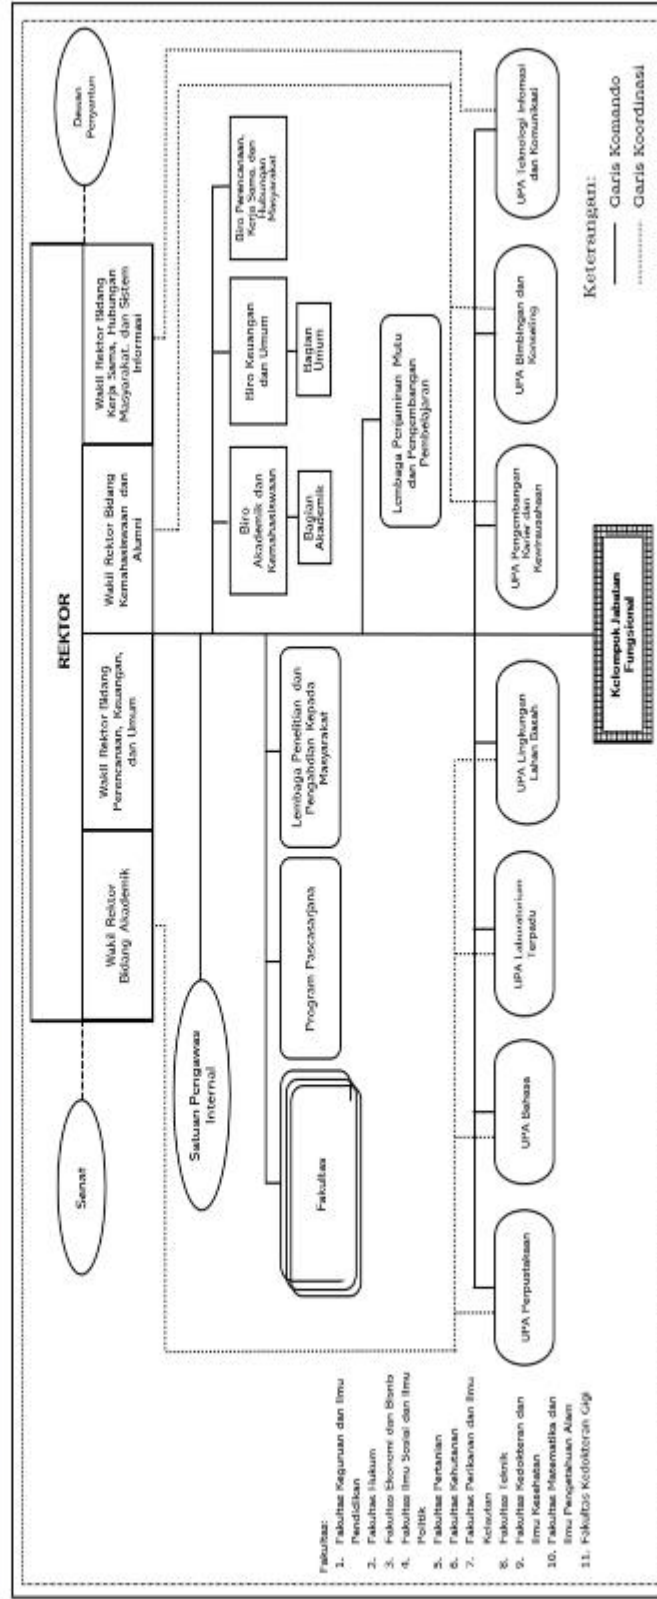 REKTOR
Senat
Wakil Rektor
Bidang Akademik
Wakil Rektor Bidang
Perencanaan, Keuangan,
dan Umum
Wakil Rektor Bidang
Kemahasiswaan dan
Alumni
Wakil Rektor Bidang
Kerja Sama, Hubungan
Masyarakat, dan Sistem
Informasi
Dewan
Penyantun
Satuan Pengawas
Internal
Biro
Akademik dan
Kemahasiswaan
Bagian
Akademik
Biro Keuangan
dan Umum
Bagian
Umum
Biro Perencanaan,
Kerja Sama, dan
Hubungan
Masyarakat
Fakultas
Program Pascasarjana
Lembaga Penelitian dan
Pengabdian Kepada
Masyarakat
Lembaga Penjaminan Mutu
dan Pengembangan
Pembelajaran
UPA Perpustakaan
UPA Bahasa
UPA Laboratorium
Terpadu
UPA Lingkungan
Lahan Basah
UPA Pengembangan
Karier dan
Kewirausahaan
UPA Bimbingan dan
Konseling
UPA Teknologi Informasi
dan Komunikasi
Kelompok Jabatan
Fungsional
Fakultas:
1. Fakultas Keguruan dan Ilmu
Pendidikan
2. Fakultas Hukum
3. Fakultas Ekonomi dan Bisnis
4. Fakultas Ilmu Sosial dan Ilmu
Politik
5. Fakultas Pertanian
6. Fakultas Kehutanan
7. Fakultas Perikanan dan Ilmu
Kelautan
8. Fakultas Teknik
9. Fakultas Kedokteran dan
Ilmu Kesehatan
10. Fakultas Matematika dan
Ilmu Pengetahuan Alam
11. Fakultas Kedokteran Gigi
Keterangan:
Garis Komando
Garis Koordinasi